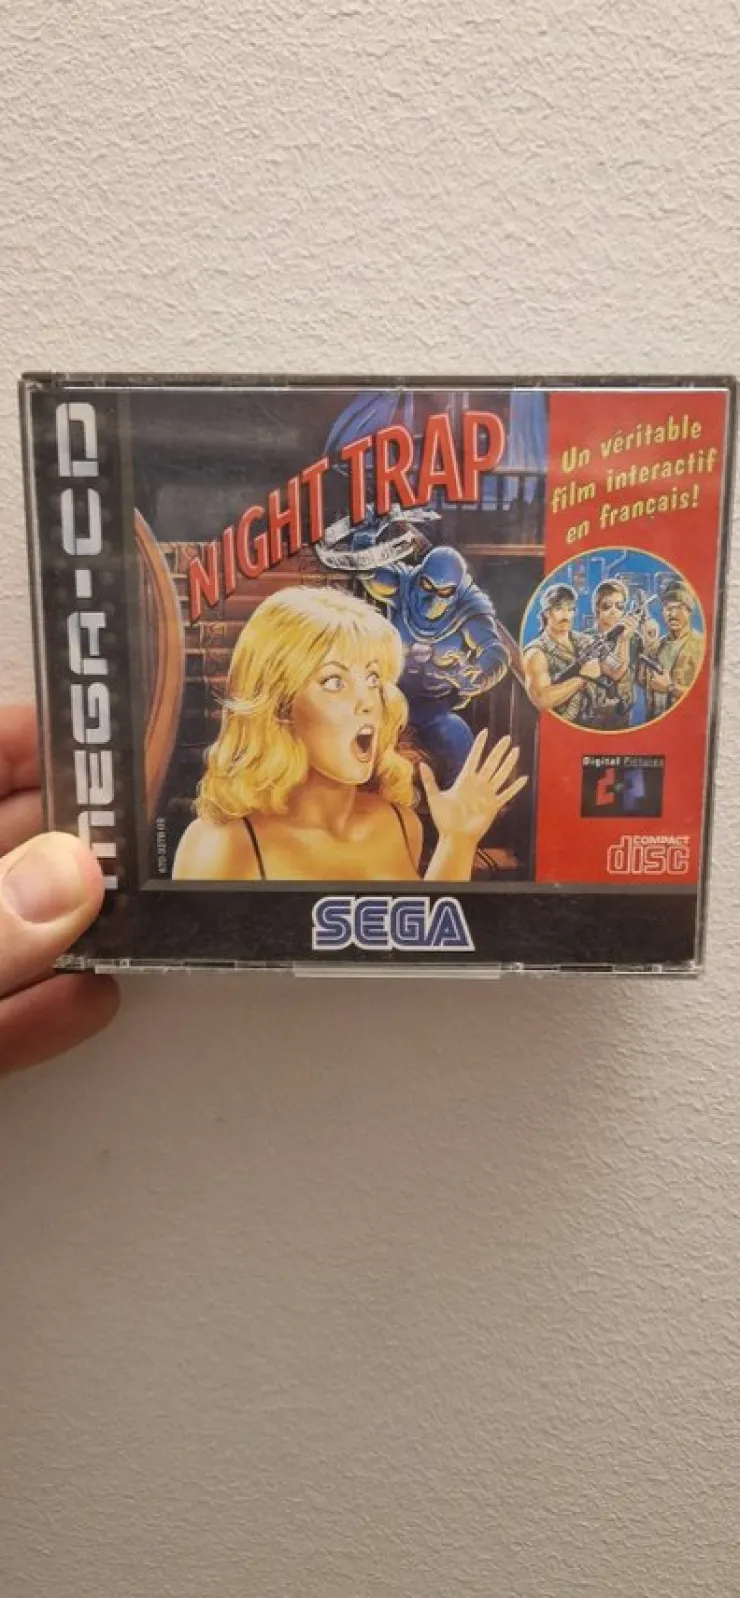 MEGA-CD
NIGHT TRAP
Un véritable
film interactif
en français!
Digital Pictures
COMPACT
disc
SEGA